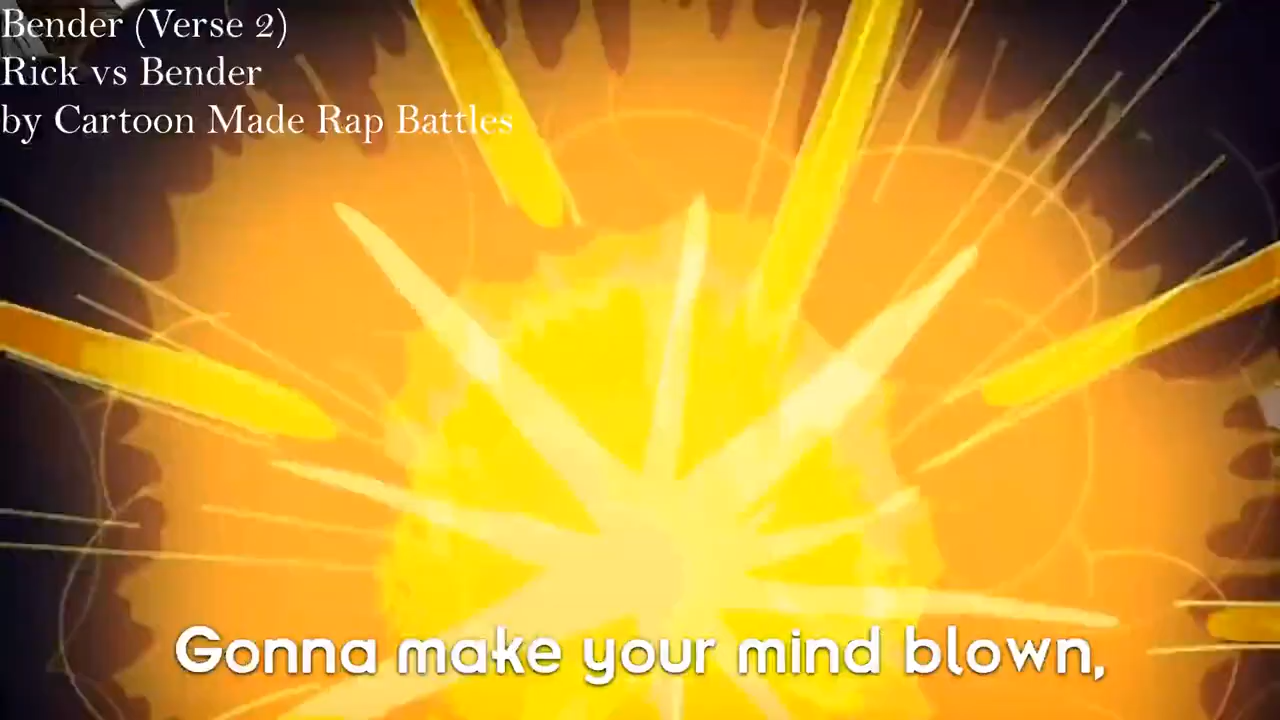 Bender (Verse 2)
Rick vs Bender
by Cartoon Made Rap Battles
Gonna make your mind blown,